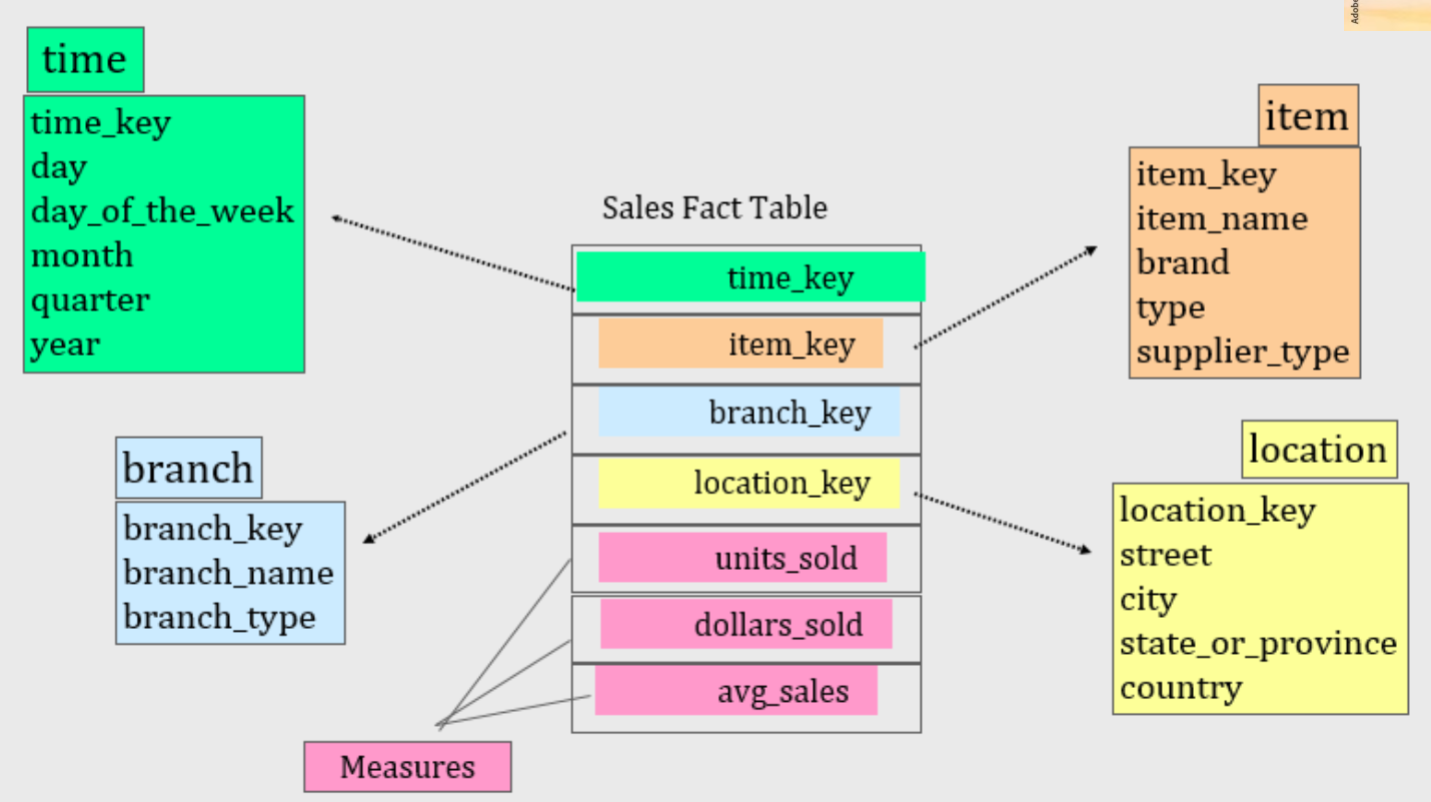 time
time_key
day
day_of_the_week
month
quarter
year
branch
branch_key
branch_name
branch_type
Sales Fact Table
time_key
item_key
branch_key
location_key
units_sold
dollars_sold
avg_sales
Measures
item
item_key
item_name
brand
type
supplier_type
location
location_key
street
city
state_or_province
country
Adobe